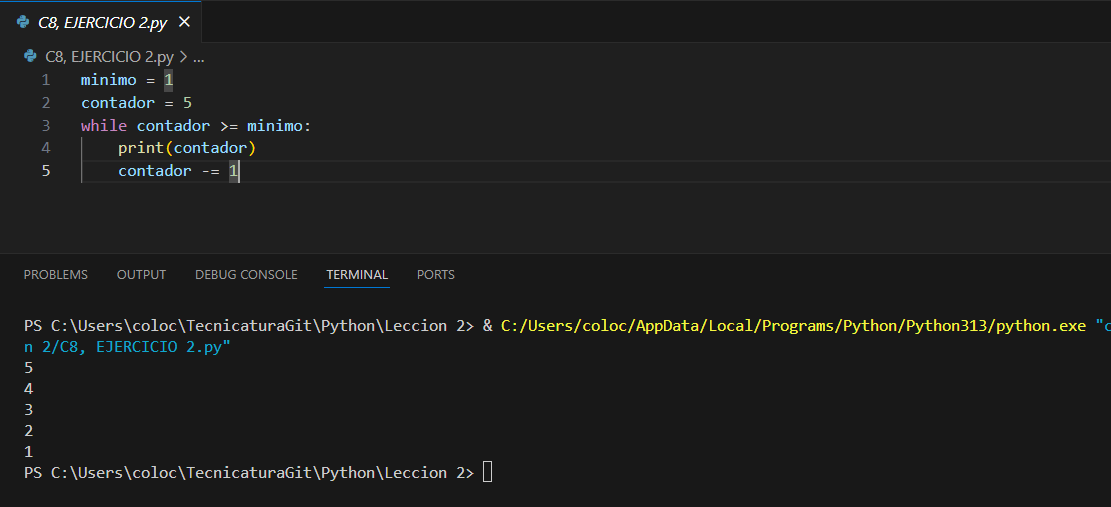 C8, EJERCICIO 2.py
C8, EJERCICIO 2.py > ...
1 minimo = 1
2 contador = 5
3 while contador >= minimo:
4     print(contador)
5     contador -= 1
PROBLEMS OUTPUT DEBUG CONSOLE TERMINAL PORTS
PS C:\Users\coloc\TecnicaturaGit\Python\Leccion 2> & C:/Users/coloc/AppData/Local/Programs/Python/Python313/python.exe "c
n 2/C8, EJERCICIO 2.py"
5
4
3
2
1
PS C:\Users\coloc\TecnicaturaGit\Python\Leccion 2>